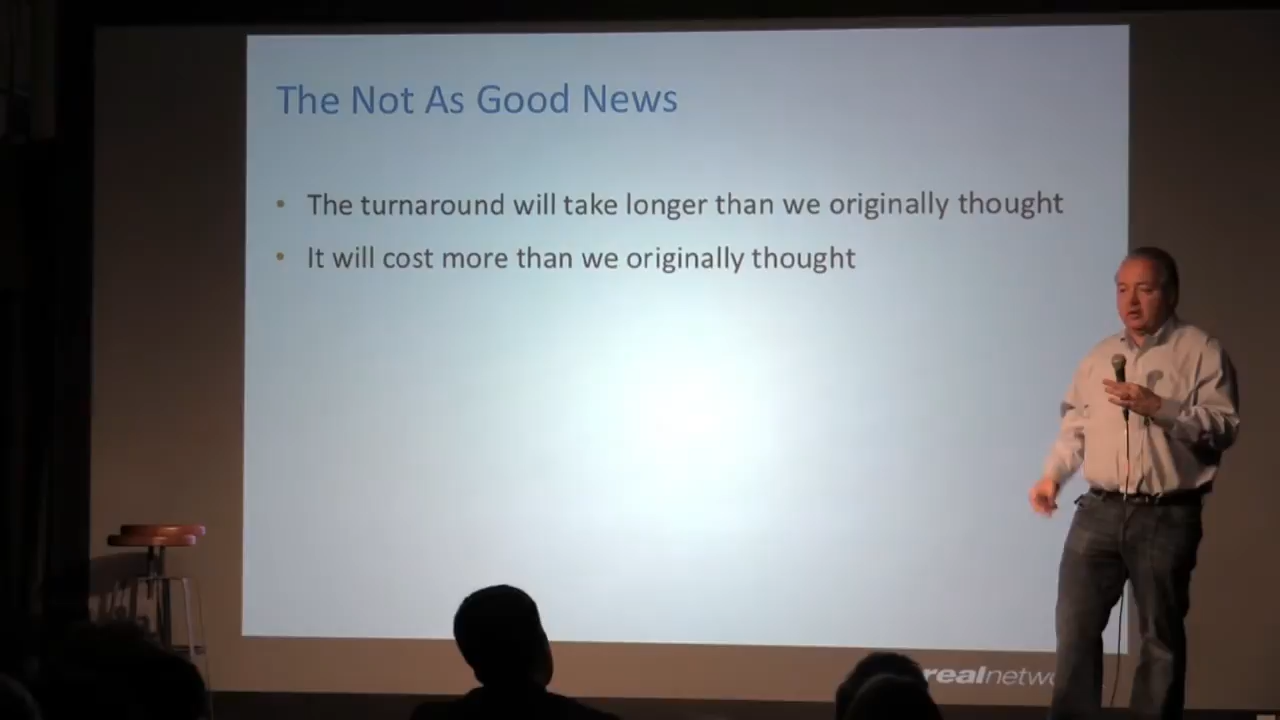 The Not As Good News
• The turnaround will take longer than we originally thought
• It will cost more than we originally thought
realnetwo